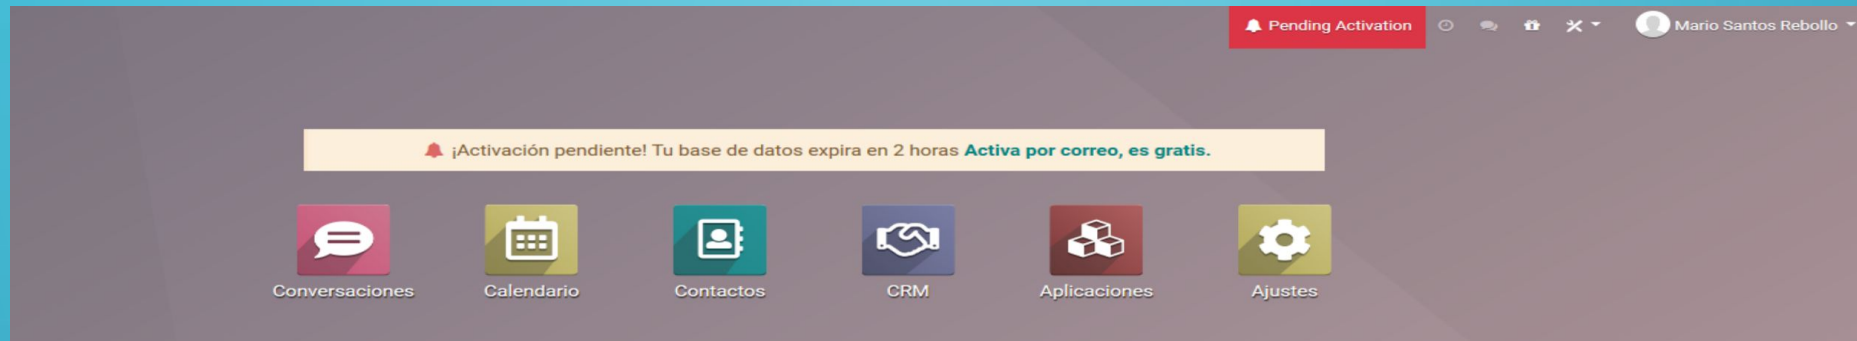 Pending Activation
Mario Santos Rebollo
¡Activación pendiente! Tu base de datos expira en 2 horas Activa por correo, es gratis.
Conversaciones
Calendario
Contactos
CRM
Aplicaciones
Ajustes